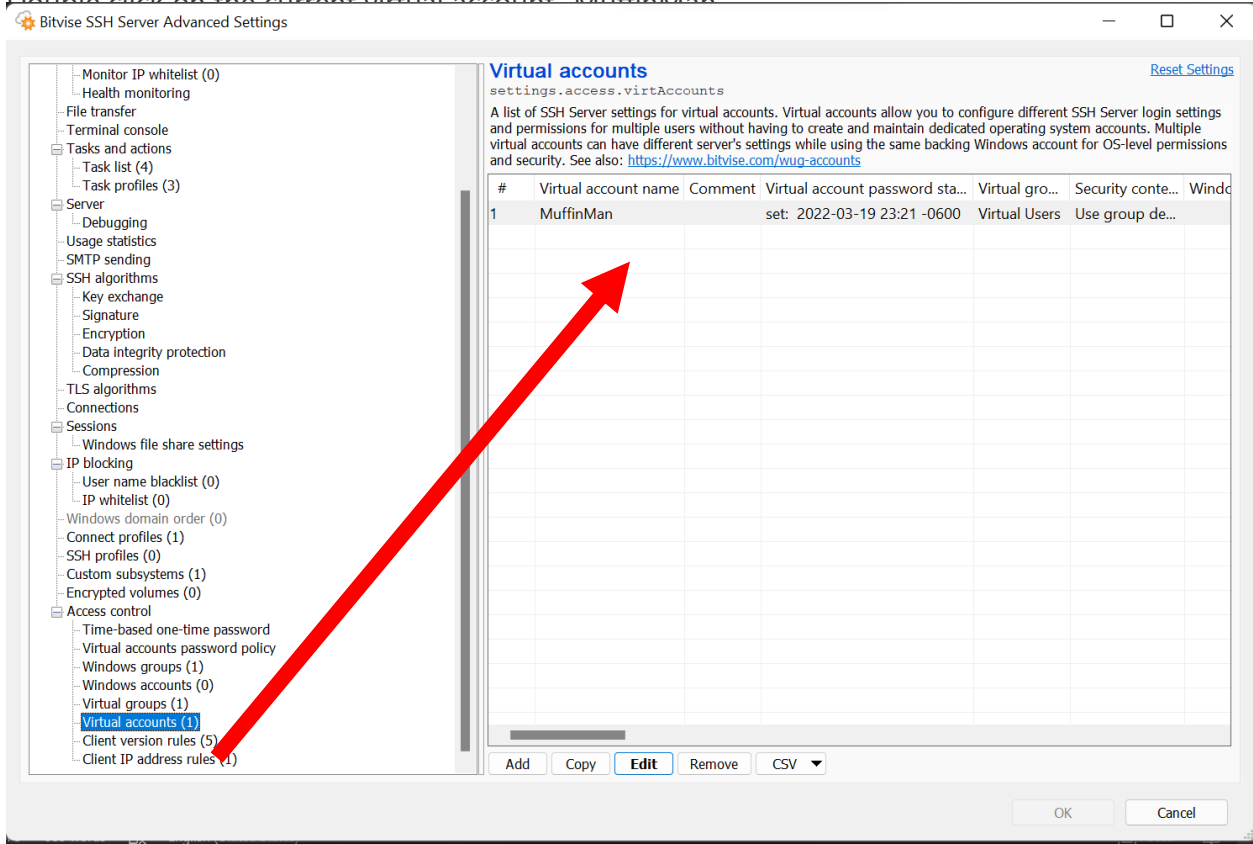 Bitvise SSH Server Advanced Settings
Monitor IP whitelist (0)
Health monitoring
File transfer
Terminal console
Tasks and actions
Task list (4)
Task profiles (3)
Server
Debugging
Usage statistics
SMTP sending
SSH algorithms
Key exchange
Signature
Encryption
Data integrity protection
Compression
TLS algorithms
Connections
Sessions
Windows file share settings
IP blocking
User name blacklist (0)
IP whitelist (0)
Windows domain order (0)
Connect profiles (1)
SSH profiles (0)
Custom subsystems (1)
Encrypted volumes (0)
Access control
Time-based one-time password
Virtual accounts password policy
Windows groups (1)
Windows accounts (0)
Virtual groups (1)
Virtual accounts (1)
Client version rules (5)
Client IP address rules (1)
Virtual accounts
Reset Settings
settings.access.virtAccounts
A list of SSH Server settings for virtual accounts. Virtual accounts allow you to configure different SSH Server login settings
and permissions for multiple users without having to create and maintain dedicated operating system accounts. Multiple
virtual accounts can have different server's settings while using the same backing Windows account for OS-level permissions
and security. See also: https://www.bitvise.com/wug-accounts
# Virtual account name Comment Virtual account password sta... Virtual gro... Security conte... Windo
1 MuffinMan set: 2022-03-19 23:21 -0600 Virtual Users Use group de...
Add Copy Edit Remove CSV
OK Cancel